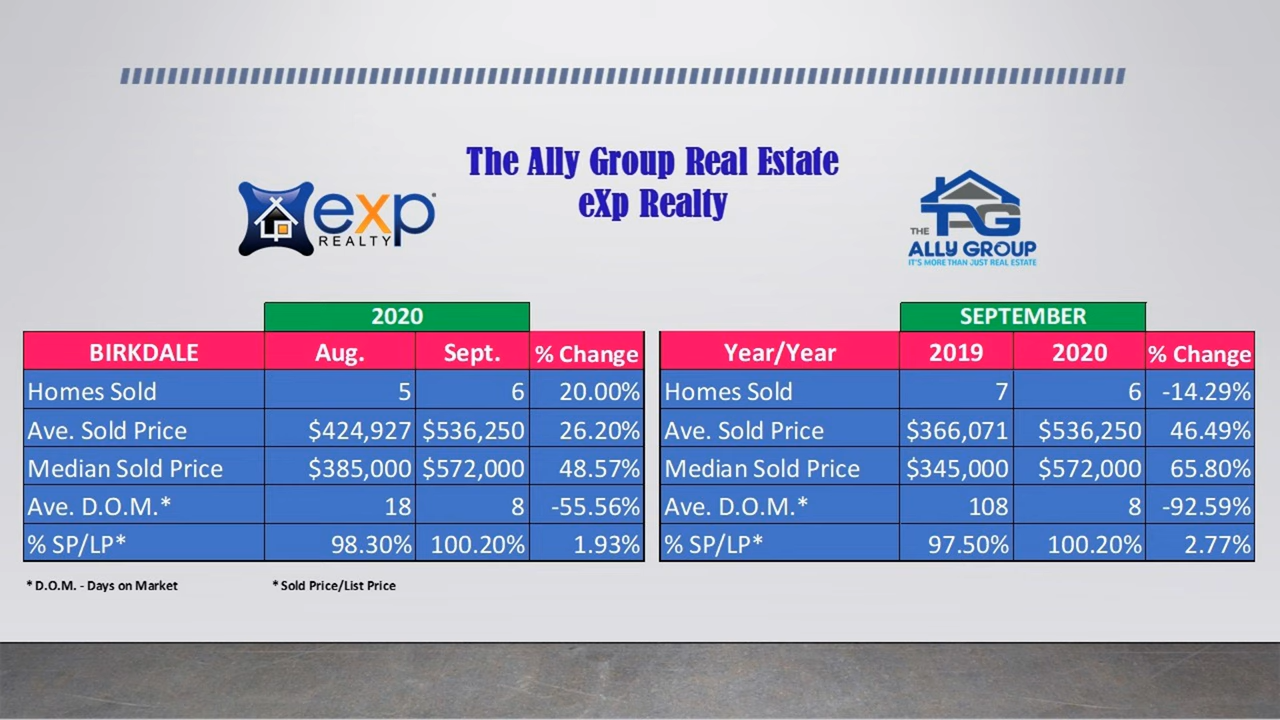 The Ally Group Real Estate
eXp Realty
exp
REALTY
THE
TAG
ALLY GROUP
IT'S MORE THAN JUST REAL ESTATE
2020
BIRKDALE Aug. Sept. % Change
Homes Sold 5 6 20.00%
Ave. Sold Price $424,927 $536,250 26.20%
Median Sold Price $385,000 $572,000 48.57%
Ave. D.O.M.* 18 8 -55.56%
% SP/LP* 98.30% 100.20% 1.93%
SEPTEMBER
Year/Year 2019 2020 % Change
Homes Sold 7 6 -14.29%
Ave. Sold Price $366,071 $536,250 46.49%
Median Sold Price $345,000 $572,000 65.80%
Ave. D.O.M.* 108 8 -92.59%
% SP/LP* 97.50% 100.20% 2.77%
* D.O.M. - Days on Market
* Sold Price/List Price